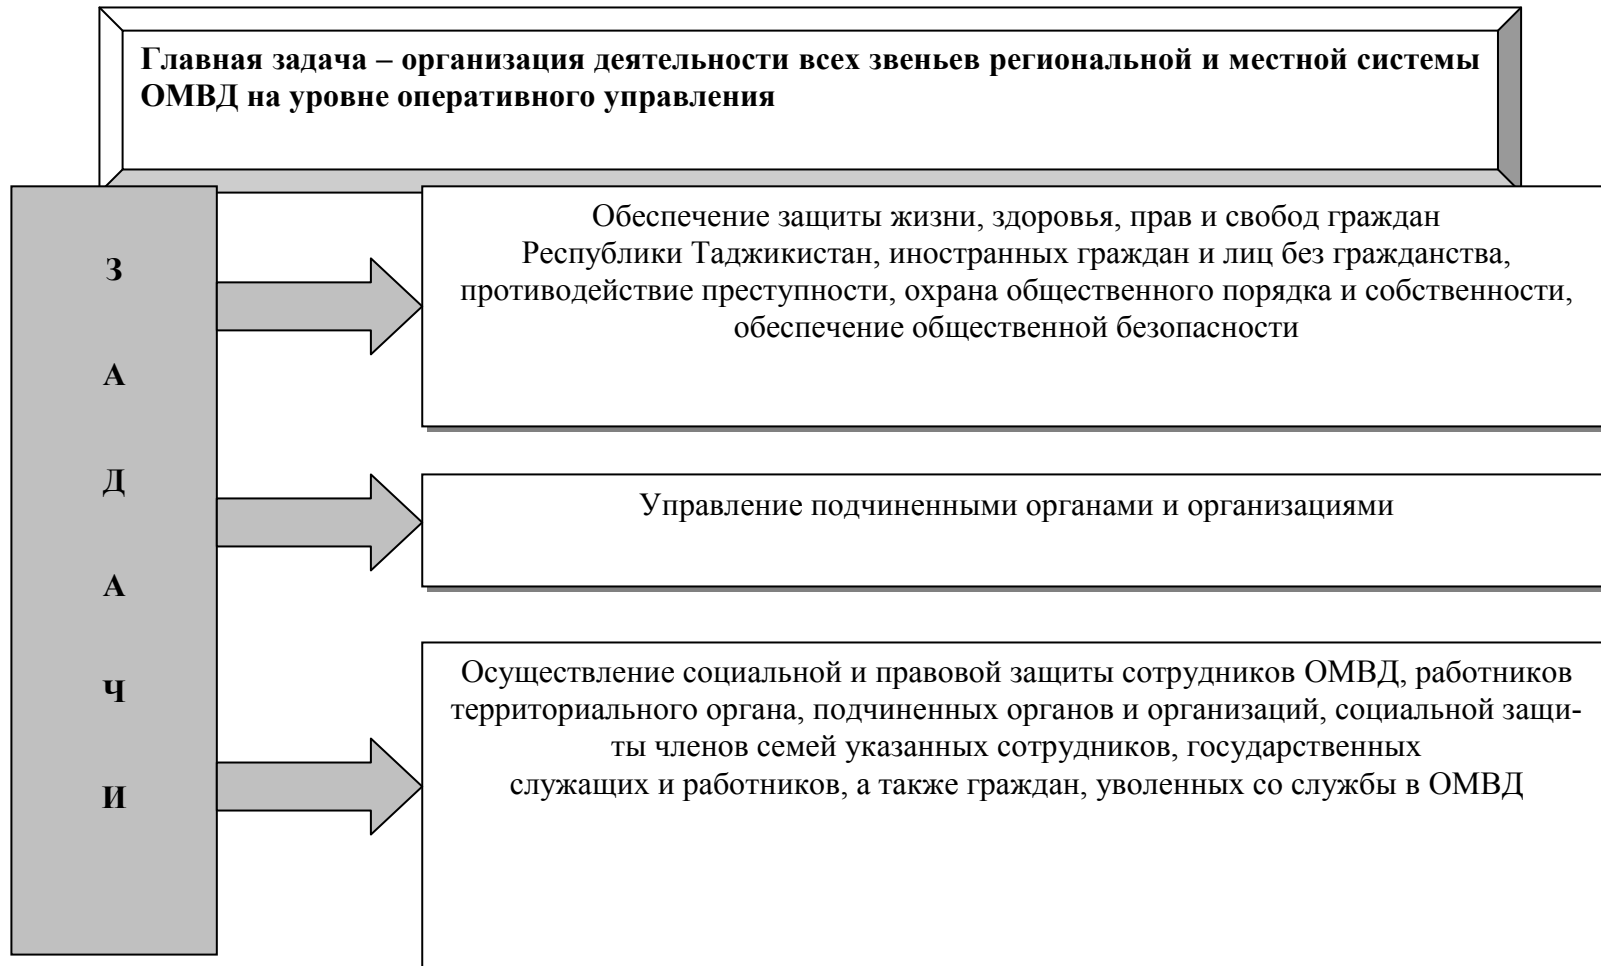 Главная задача – организация деятельности всех звеньев региональной и местной системы
ОМВД на уровне оперативного управления
З
А
Д
А
Ч
И
Обеспечение защиты жизни, здоровья, прав и свобод граждан
Республики Таджикистан, иностранных граждан и лиц без гражданства,
противодействие преступности, охрана общественного порядка и собственности,
обеспечение общественной безопасности
Управление подчиненными органами и организациями
Осуществление социальной и правовой защиты сотрудников ОМВД, работников
территориального органа, подчиненных органов и организаций, социальной защи-
ты членов семей указанных сотрудников, государственных
служащих и работников, а также граждан, уволенных со службы в ОМВД